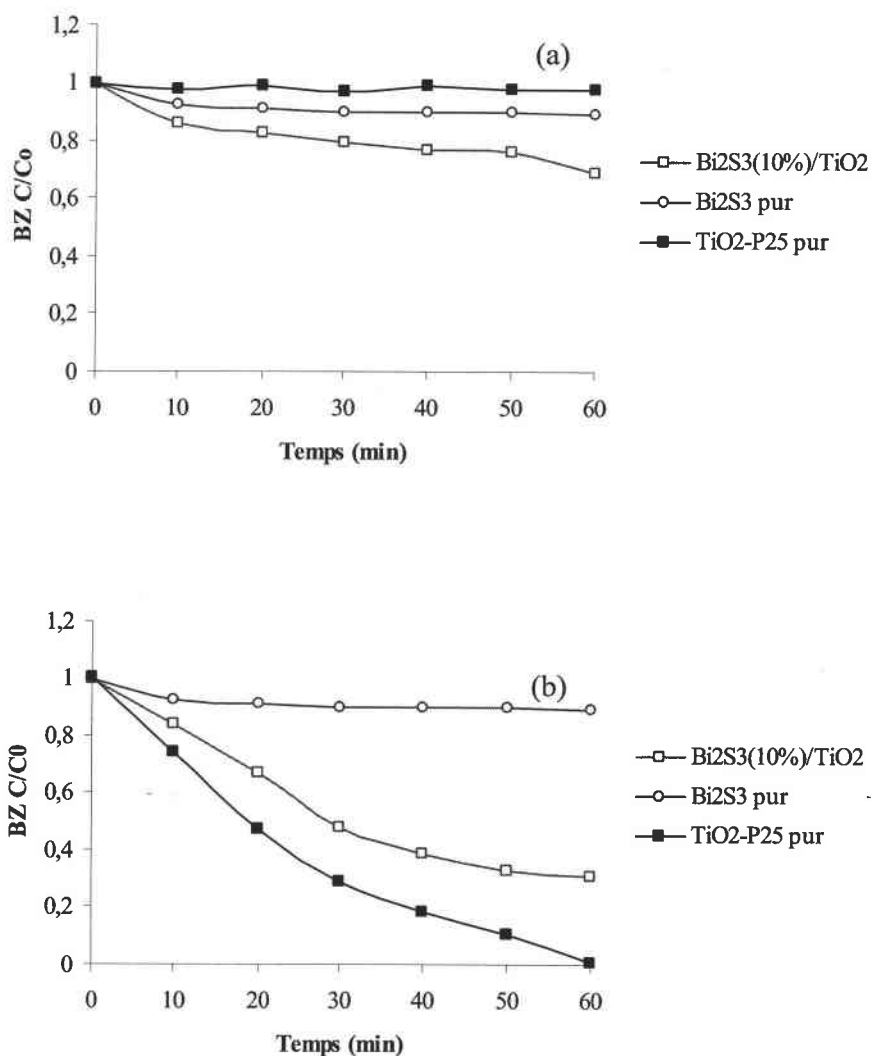 (a)
BZ C/Co
1,2
1
0,8
0,6
0,4
0,2
0
0 10 20 30 40 50 60
Temps (min)
Bi2S3(10%)/TiO2
Bi2S3 pur
TiO2-P25 pur
(b)
BZ C/C0
1,2
1
0,8
0,6
0,4
0,2
0
0 10 20 30 40 50 60
Temps (min)
Bi2S3(10%)/TiO2
Bi2S3 pur
TiO2-P25 pur